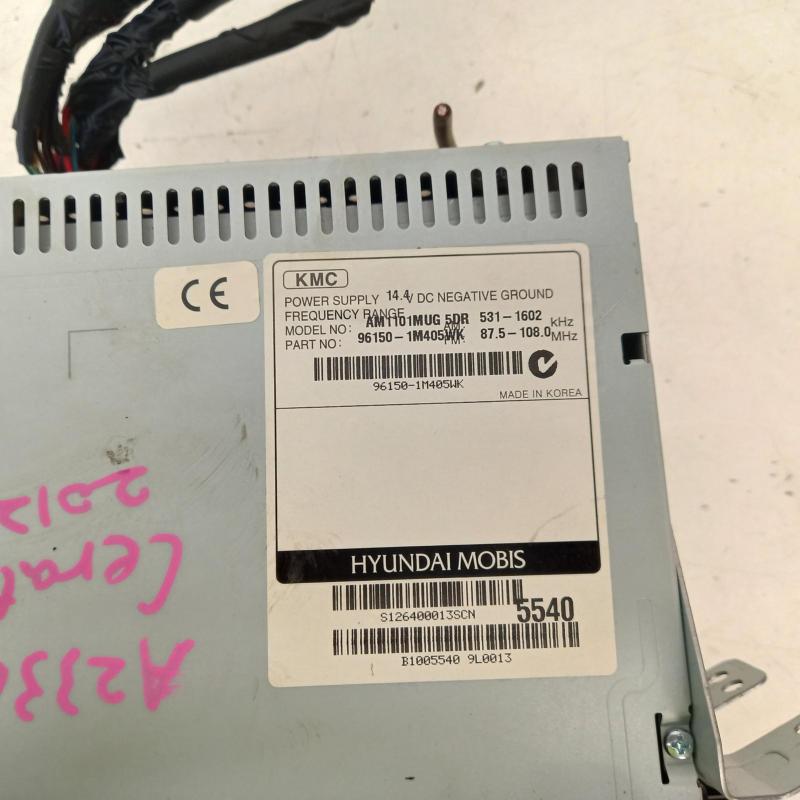 CE
KMC
POWER SUPPLY 14.4V DC NEGATIVE GROUND
FREQUENCY RANGE AM: 531-1602 kHz
FM: 87.5-108.0 MHz
MODEL NO: AM1101MUG 5DR
PART NO: 96150-1M405WK
96150-1M405WK
MADE IN KOREA
HYUNDAI MOBIS
S126400013SCN 5540
B1005540 9L0013
2012
A233